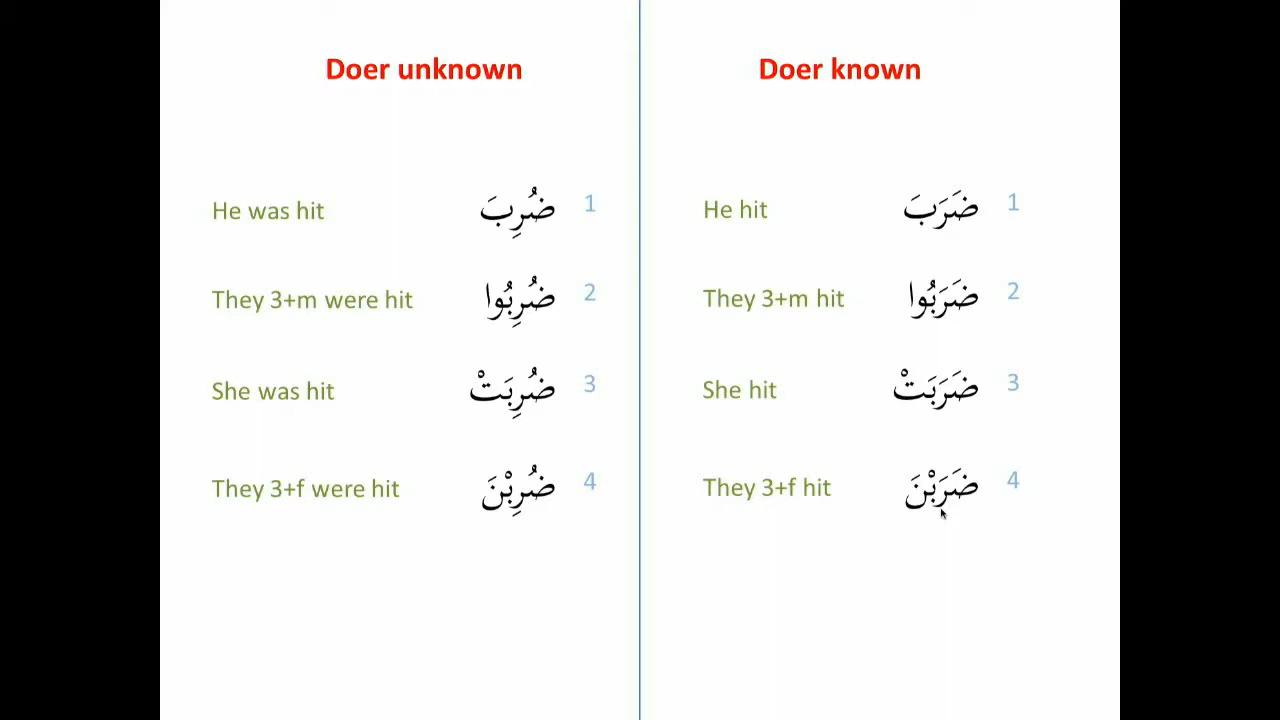 Doer unknown
Doer known
He was hit ضُرِبَ 1
He hit ضَرَبَ 1
They 3+m were hit ضُرِبُوا 2
They 3+m hit ضَرَبُوا 2
She was hit ضُرِبَتْ 3
She hit ضَرَبَتْ 3
They 3+f were hit ضُرِبْنَ 4
They 3+f hit ضَرَبْنَ 4